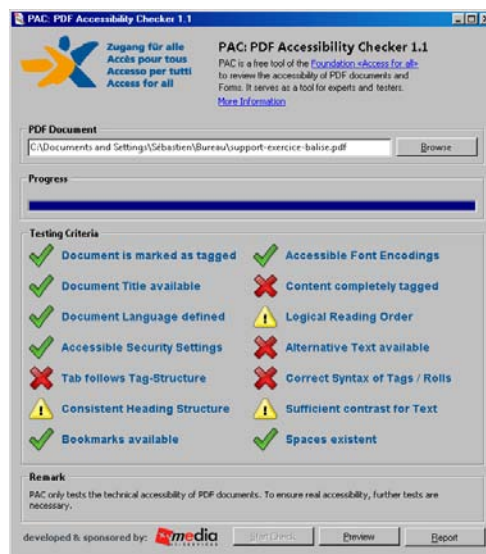 PAC: PDF Accessibility Checker 1.1
Zugang für alle
Accès pour tous
Accesso per tutti
Access for all
PAC: PDF Accessibility Checker 1.1
PAC is a free tool of the Foundation «Access for all»
to review the accessibility of PDF documents and
Forms. It serves as a tool for experts and testers.
More Information
PDF Document
C:\Documents and Settings\Sébastien\Bureau\support-exercice-balise.pdf
Browse
Progress
Testing Criteria
Document is marked as tagged
Document Title available
Document Language defined
Accessible Security Settings
Tab follows Tag-Structure
Consistent Heading Structure
Bookmarks available
Accessible Font Encodings
Content completely tagged
Logical Reading Order
Alternative Text available
Correct Syntax of Tags / Rolls
Sufficient contrast for Text
Spaces existent
Remark
PAC only tests the technical accessibility of PDF documents. To ensure real accessibility, further tests are
necessary.
developed & sponsored by:
media
Start Check
Preview
Report